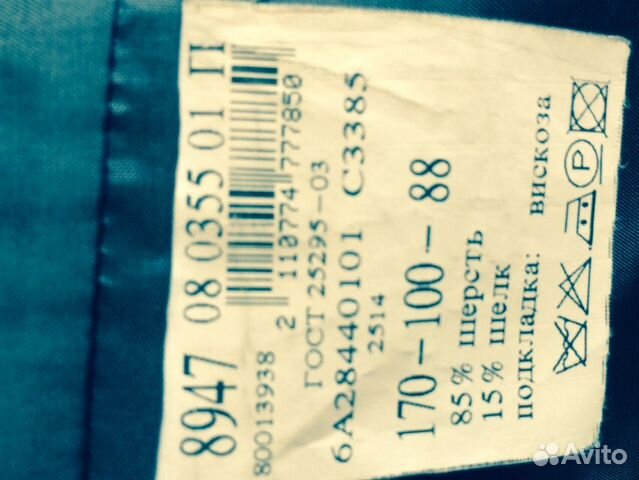 8947 08 0355 01 П
80013938
2 110774 777850
ГОСТ 25295-03
6А28440101 С3385
2514
170-100-88
85% шерсть
15% шелк
подкладка: вискоза
P
Avito